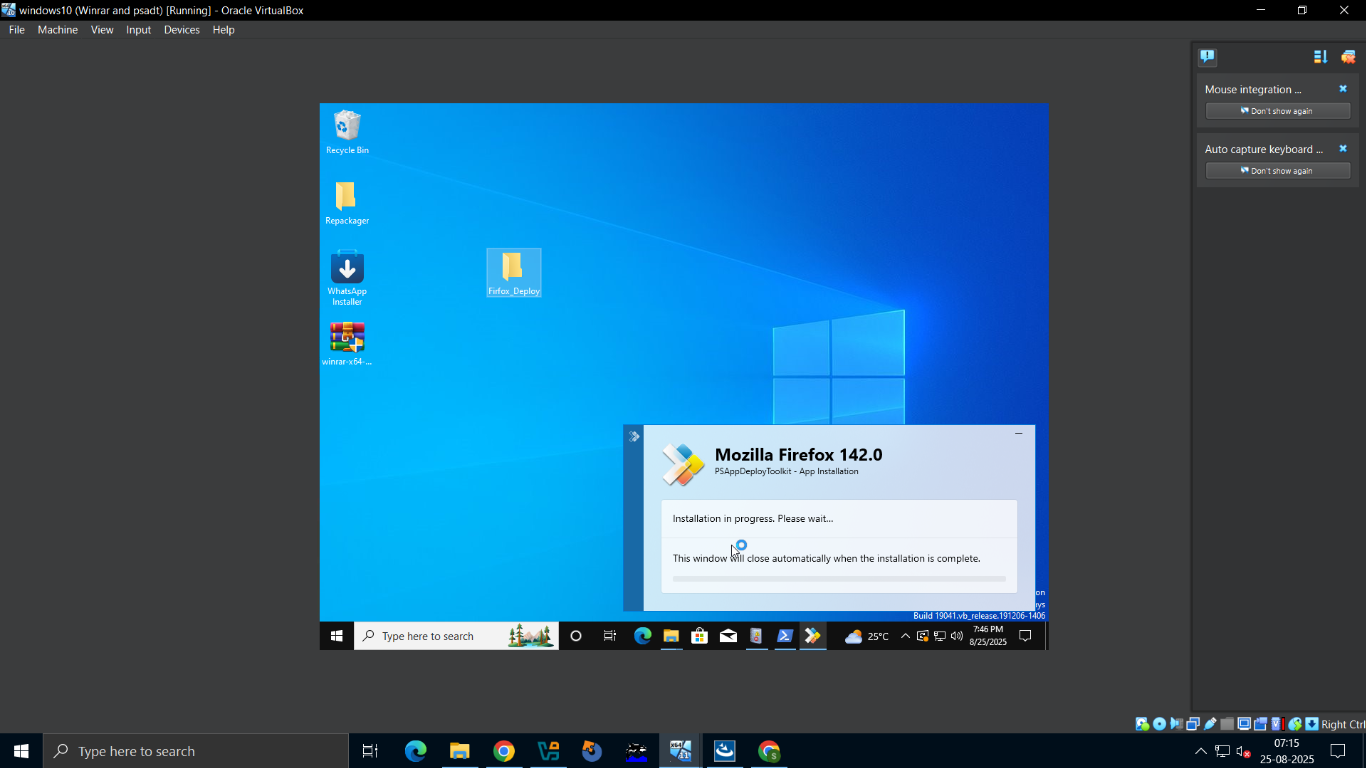 windows10 (Winrar and psadt) [Running] - Oracle VirtualBox
File Machine View Input Devices Help
Mouse integration ...
Don't show again
Auto capture keyboard ...
Don't show again
Recycle Bin
Repackager
WhatsApp
Installer
winrar-x64-...
Firfox_Deploy
Mozilla Firefox 142.0
PSAppDeployToolkit - App Installation
Installation in progress. Please wait...
This window will close automatically when the installation is complete.
on
ys
Build 19041.vb_release.191206-1406
Type here to search
25°C
7:46 PM
8/25/2025
Right Ctrl
Type here to search
07:15
25-08-2025